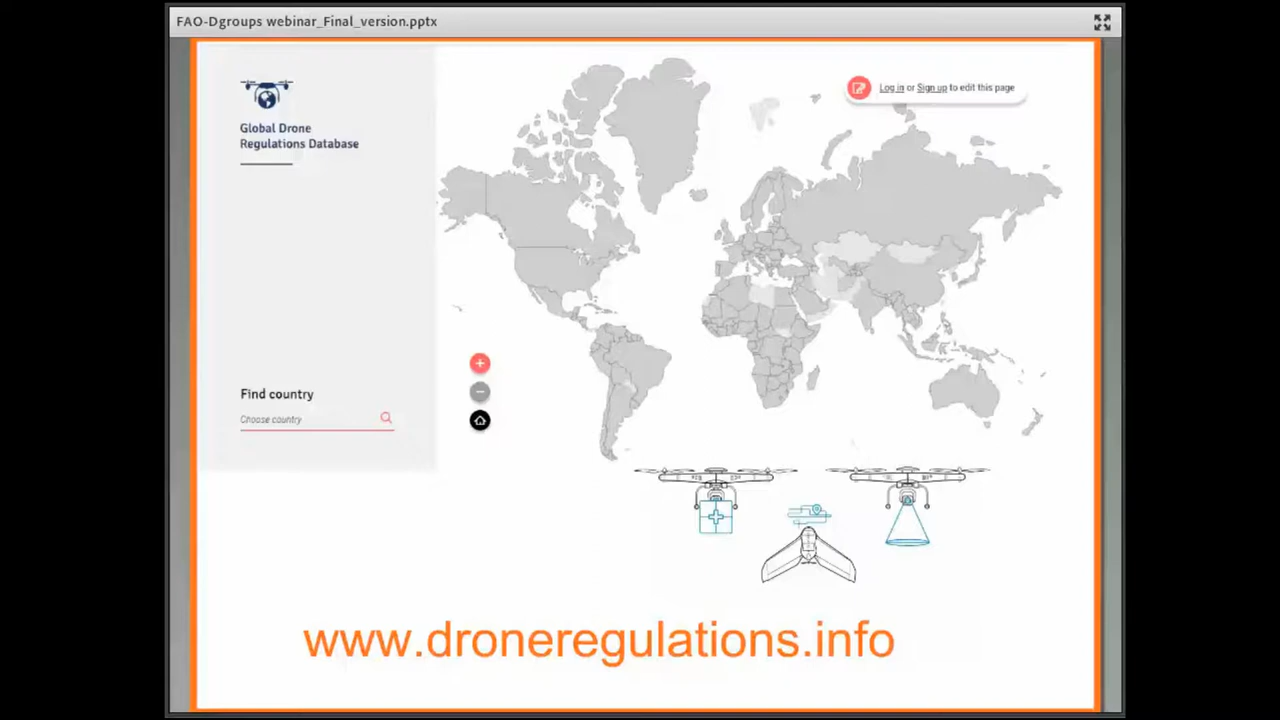 FAO-Dgroups webinar_Final_version.pptx
Global Drone
Regulations Database
Log in or Sign up to edit this page
Find country
Choose country
www.droneregulations.info